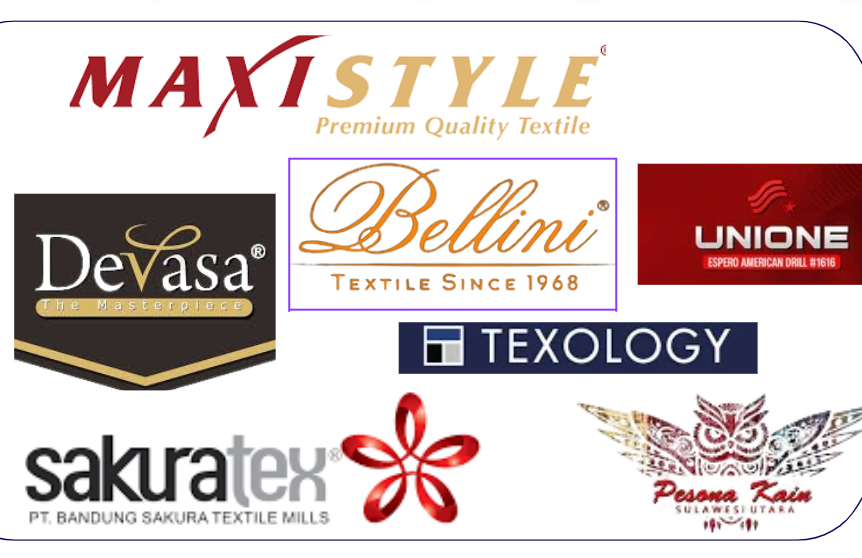 MAXISTYLE®
Premium Quality Textile
Devasa®
The Masterpiece
Bellini®
TEXTILE SINCE 1968
UNIONE
ESPERO AMERICAN DRILL #1616
TEXOLOGY
sakuratex®
PT. BANDUNG SAKURA TEXTILE MILLS
Pesona Kain
SULAWESI UTARA